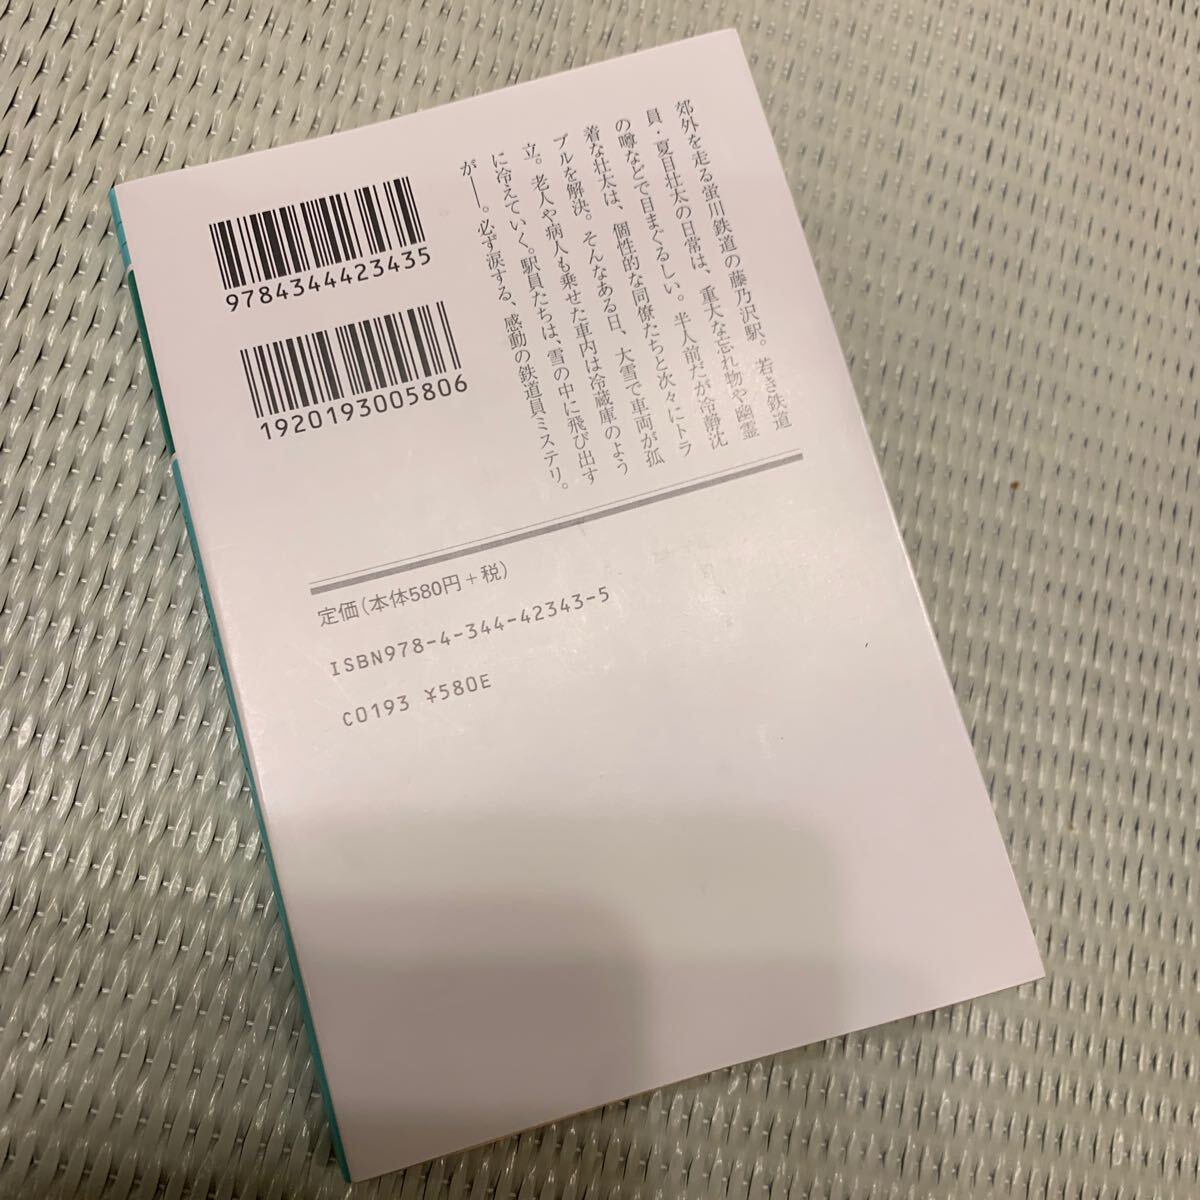 9784344423435
1920193005806
郊外を走る蛍川鉄道の藤乃沢駅。若き鉄道
員・夏目壮太の日常は、重大な忘れ物や幽霊
の噂などで目まぐるしい。半人前だが冷静沈
着な壮太は、個性的な同僚たちと次々にトラ
ブルを解決。そんなある日、大雪で車両が孤
立。老人や病人も乗せた車内は冷蔵庫のよう
に冷えていく。駅員たちは、雪の中に飛び出す
が――。必ず涙する、感動の鉄道員ミステリ。
定価(本体580円+税)
ISBN978-4-344-42343-5
C0193 ¥580E